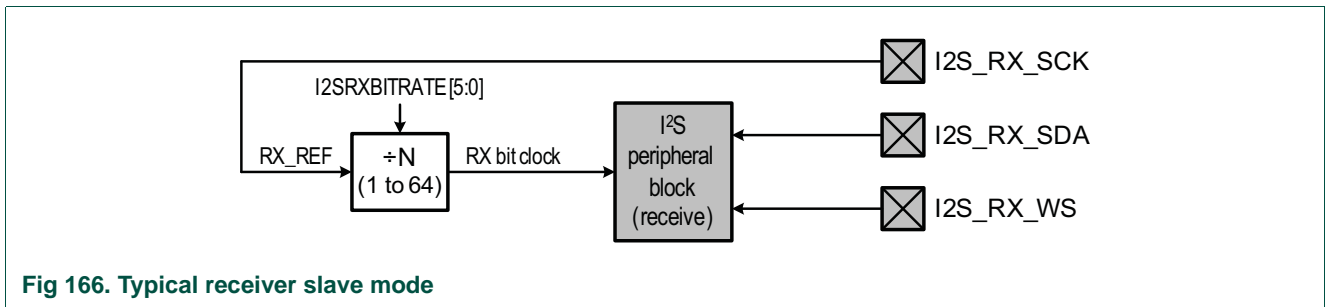 I2S_RX_SCK
I2SRXBITRATE[5:0]
RX_REF
÷N
(1 to 64)
RX bit clock
I²S
peripheral
block
(receive)
I2S_RX_SDA
I2S_RX_WS
Fig 166. Typical receiver slave mode